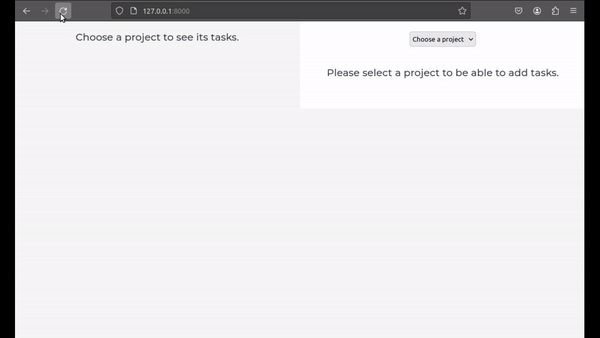 127.0.0.1:8000
Choose a project to see its tasks.
Choose a project
Please select a project to be able to add tasks.